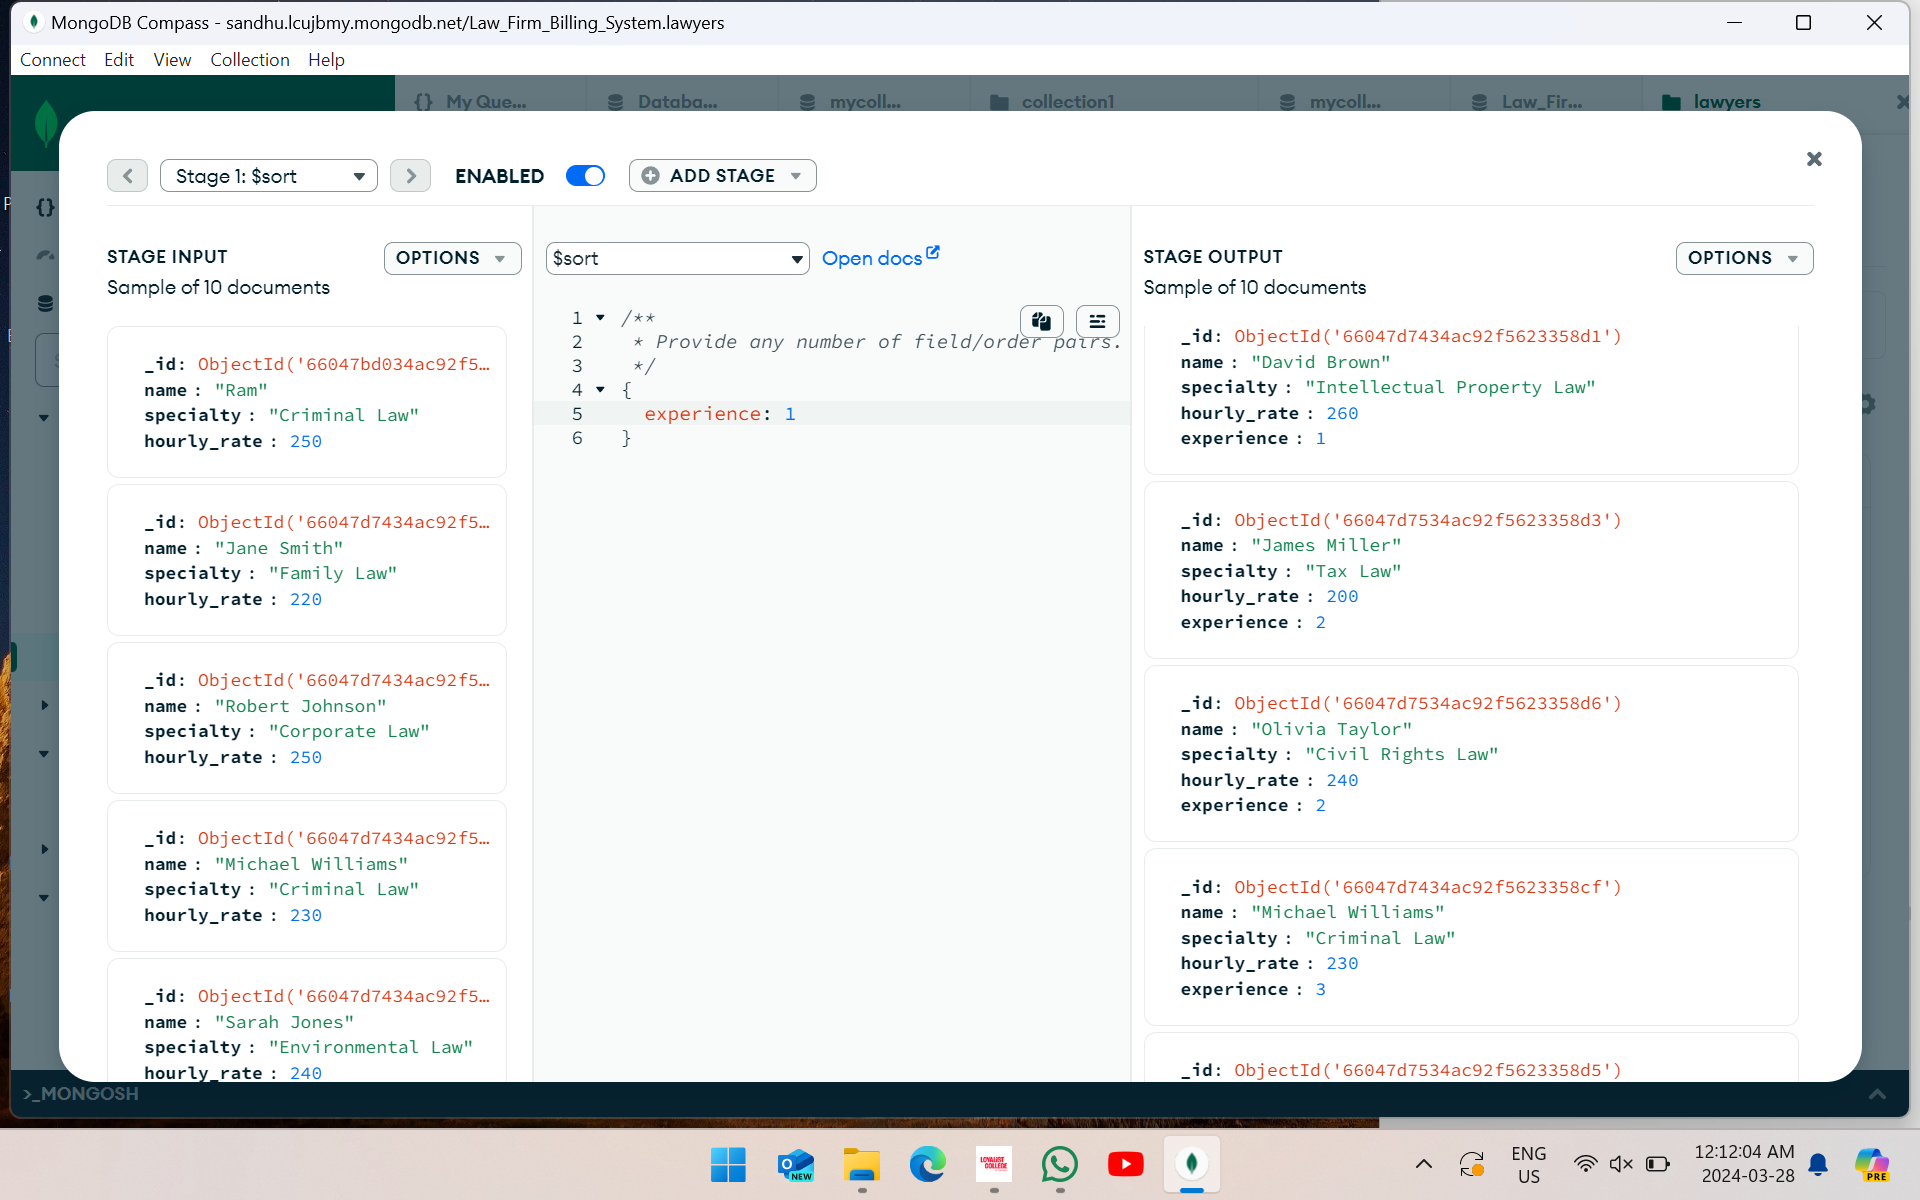 MongoDB Compass - sandhu.lcujbmy.mongodb.net/Law_Firm_Billing_System.lawyers
Connect Edit View Collection Help
{} My Que... Databa... mycoll... collection1 mycoll... Law_Fir... lawyers
Stage 1: $sort ENABLED ADD STAGE
STAGE INPUT
OPTIONS
Sample of 10 documents
_id: ObjectId('66047bd034ac92f5...
name : "Ram"
specialty : "Criminal Law"
hourly_rate : 250
_id: ObjectId('66047d7434ac92f5...
name : "Jane Smith"
specialty : "Family Law"
hourly_rate : 220
_id: ObjectId('66047d7434ac92f5...
name : "Robert Johnson"
specialty : "Corporate Law"
hourly_rate : 250
_id: ObjectId('66047d7434ac92f5...
name : "Michael Williams"
specialty : "Criminal Law"
hourly_rate : 230
_id: ObjectId('66047d7434ac92f5...
name : "Sarah Jones"
specialty : "Environmental Law"
hourly_rate : 240
$sort Open docs
1 /**
2 * Provide any number of field/order pairs.
3 */
4 {
5 experience: 1
6 }
STAGE OUTPUT
OPTIONS
Sample of 10 documents
_id: ObjectId('66047d7434ac92f5623358d1')
name : "David Brown"
specialty : "Intellectual Property Law"
hourly_rate : 260
experience : 1
_id: ObjectId('66047d7534ac92f5623358d3')
name : "James Miller"
specialty : "Tax Law"
hourly_rate : 200
experience : 2
_id: ObjectId('66047d7534ac92f5623358d6')
name : "Olivia Taylor"
specialty : "Civil Rights Law"
hourly_rate : 240
experience : 2
_id: ObjectId('66047d7434ac92f5623358cf')
name : "Michael Williams"
specialty : "Criminal Law"
hourly_rate : 230
experience : 3
_id: ObjectId('66047d7534ac92f5623358d5')
>_MONGOSH
NEW
LOYALIST
COLLEGE
ENG
US
12:12:04 AM
2024-03-28
PRE